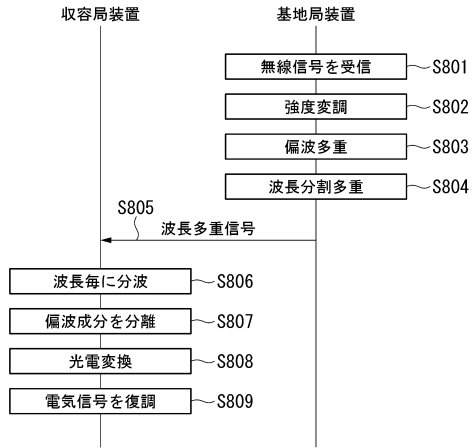 収容局装置 基地局装置
無線信号を受信 S801
強度変調 S802
偏波多重 S803
波長分割多重 S804
S805
波長多重信号
波長毎に分波 S806
偏波成分を分離 S807
光電変換 S808
電気信号を復調 S809